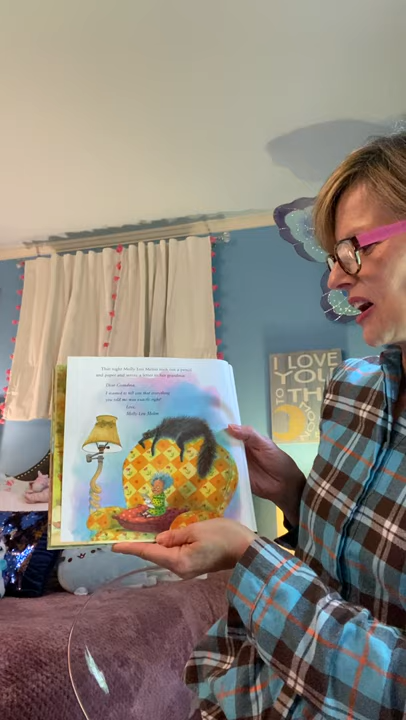 That night Molly Lou Melon took out a pencil
and paper and wrote a letter to her grandma:
Dear Grandma,
I wanted to tell you that everything
you told me was exactly right!
Love,
Molly Lou Melon
I LOVE
YOU
TO
THE
MOON